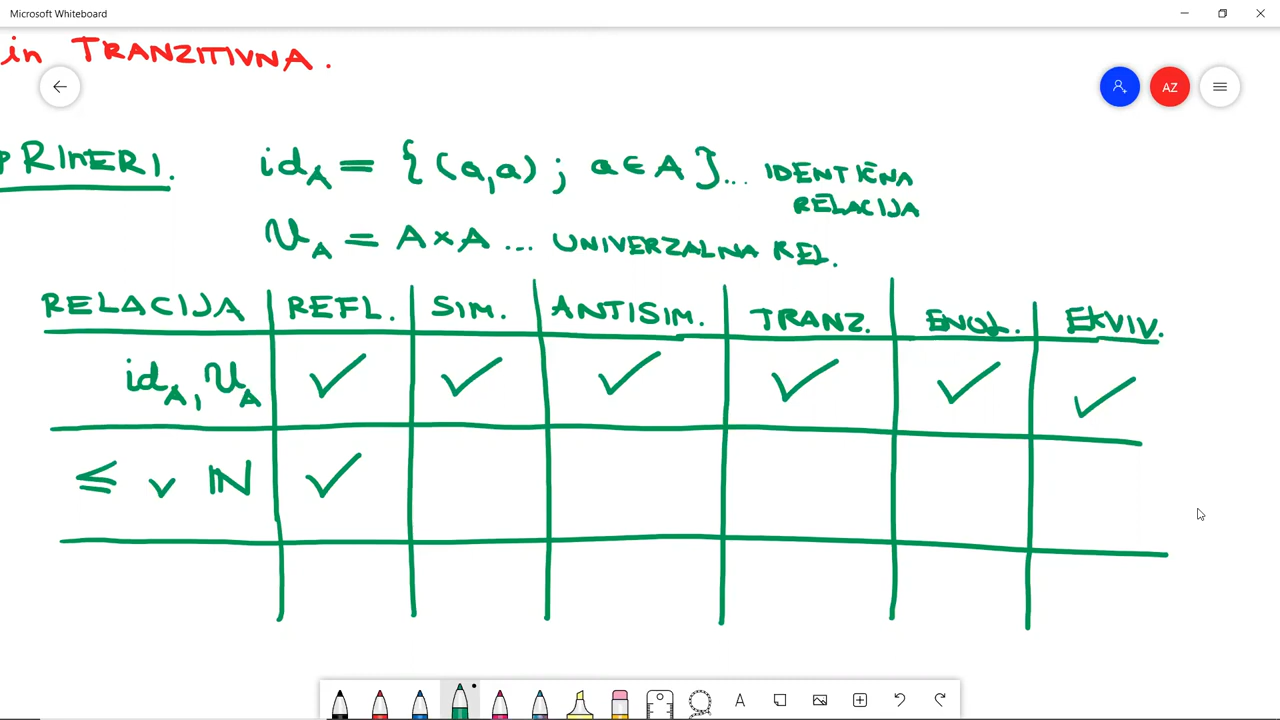 Microsoft Whiteboard
in TRANZITIVNA.
AZ
PRIMERI. id_A = {(a,a); a ∈ A}... IDENTIČNA
RELACIJA
U_A = A × A ... UNIVERZALNA REL.
RELACIJA REFL. SIM. ANTISIM. TRANZ. ENOL. EKVIV.
id_A, U_A ✓ ✓ ✓ ✓ ✓ ✓
≤ v ℕ ✓
A